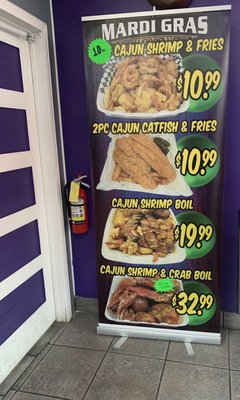 MARDI GRAS
10.
CAJUN SHRIMP & FRIES
$10.99
2PC CAJUN CATFISH & FRIES
$10.99
CAJUN SHRIMP BOIL
$19.99
CAJUN SHRIMP & CRAB BOIL
$32.99